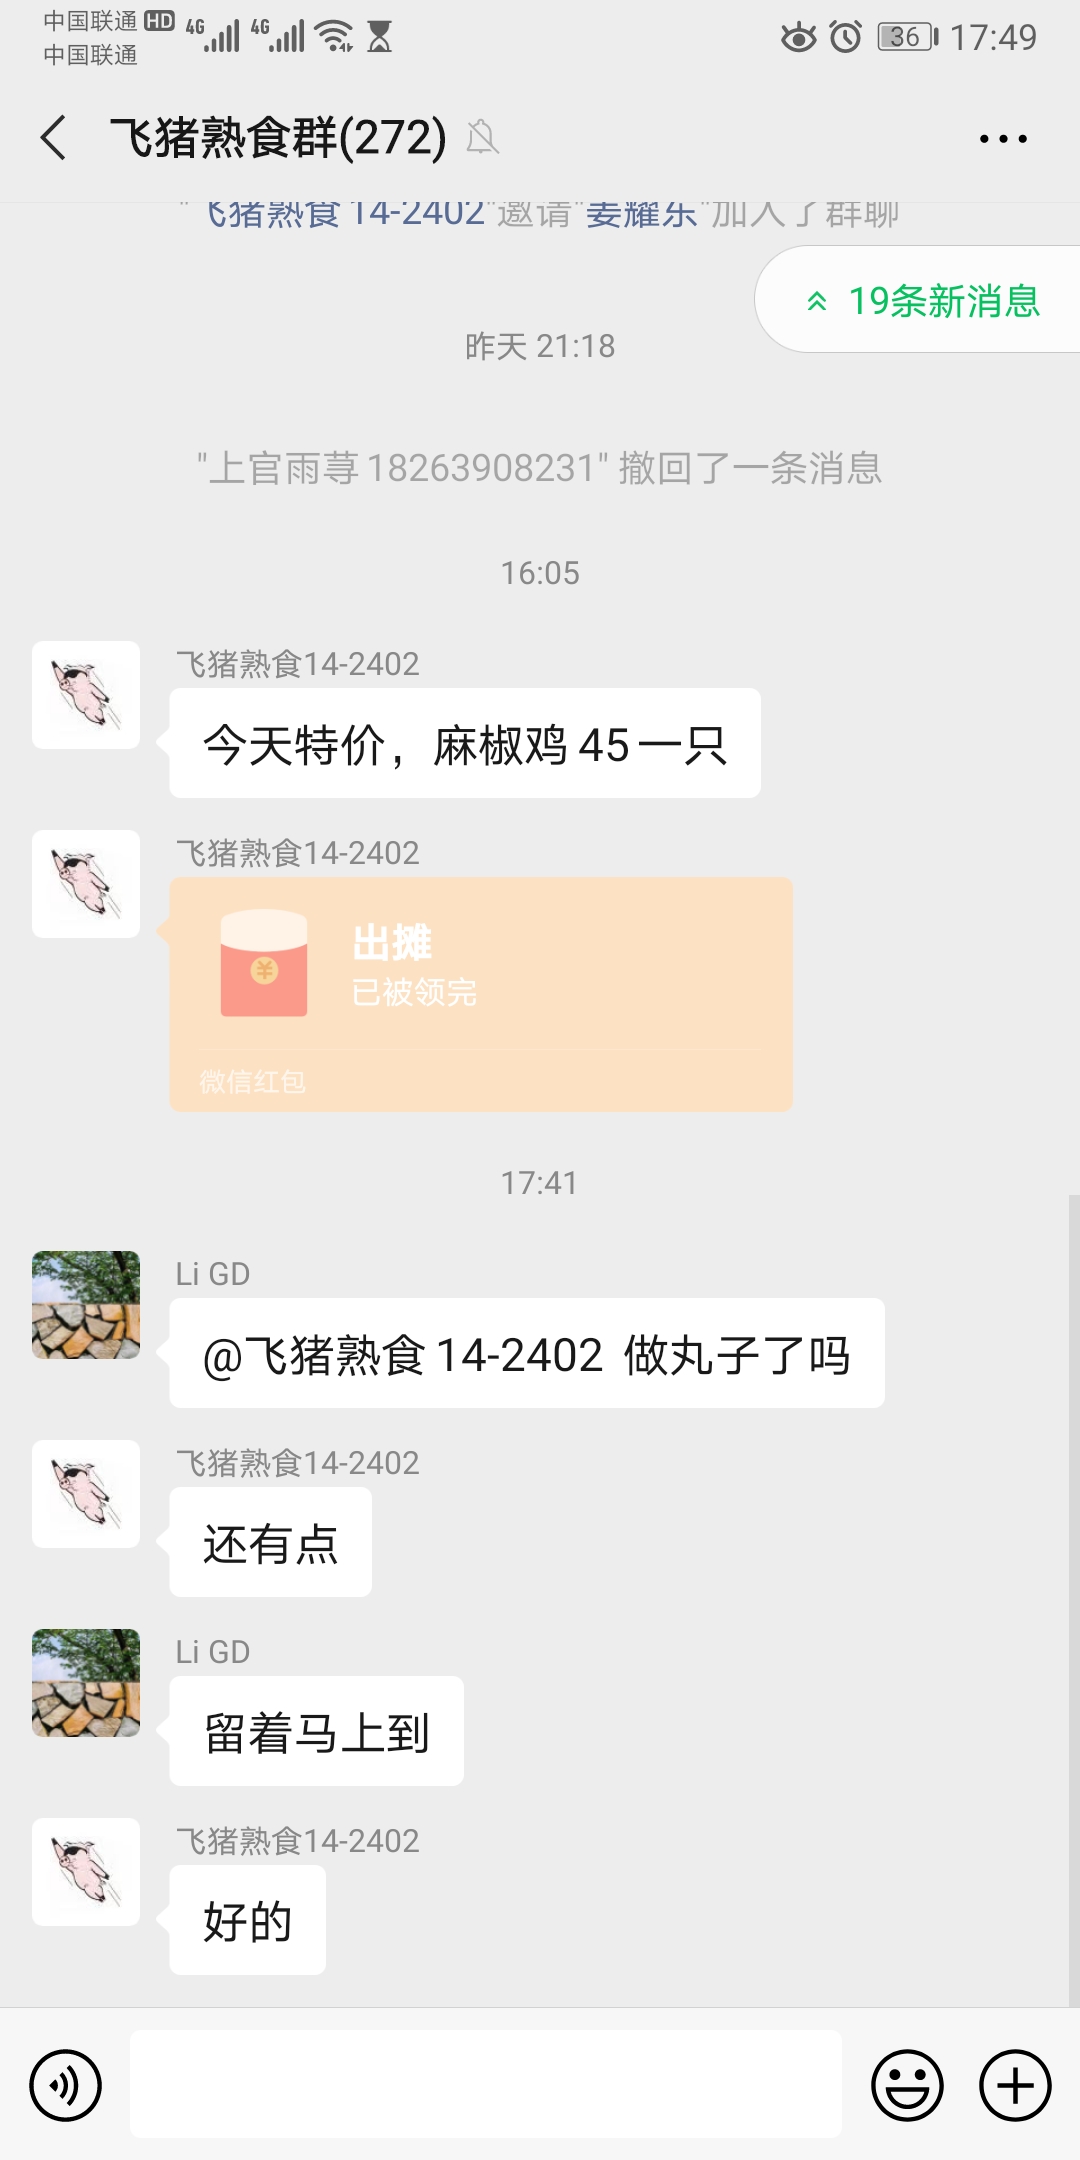 中国联通 HD 4G 4G 36 17:49
中国联通
飞猪熟食群(272)
"飞猪熟食 14-2402"邀请"姜耀东"加入了群聊
19条新消息
昨天 21:18
"上官雨荨 18263908231" 撤回了一条消息
16:05
飞猪熟食14-2402
今天特价，麻椒鸡 45 一只
飞猪熟食14-2402
出摊
已被领完
微信红包
17:41
Li GD
@飞猪熟食 14-2402 做丸子了吗
飞猪熟食14-2402
还有点
Li GD
留着马上到
飞猪熟食14-2402
好的